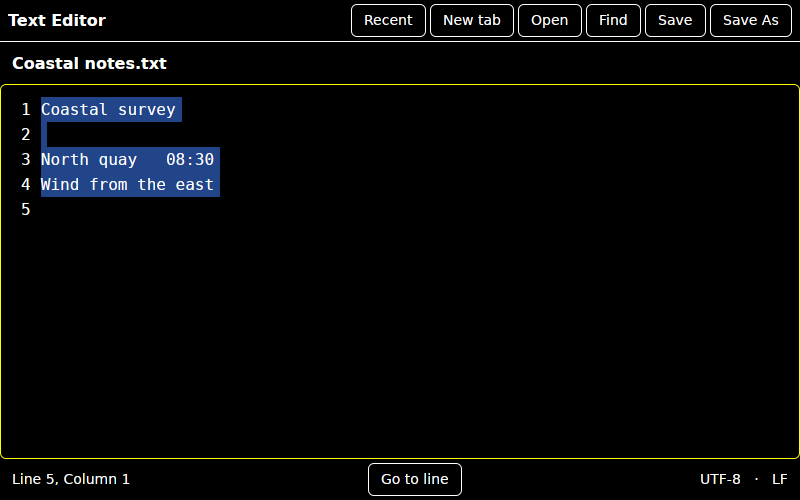 Text Editor Recent New tab Open Find Save Save As
Coastal notes.txt
1 Coastal survey
2
3 North quay   08:30
4 Wind from the east
5
Line 5, Column 1 Go to line UTF-8 · LF